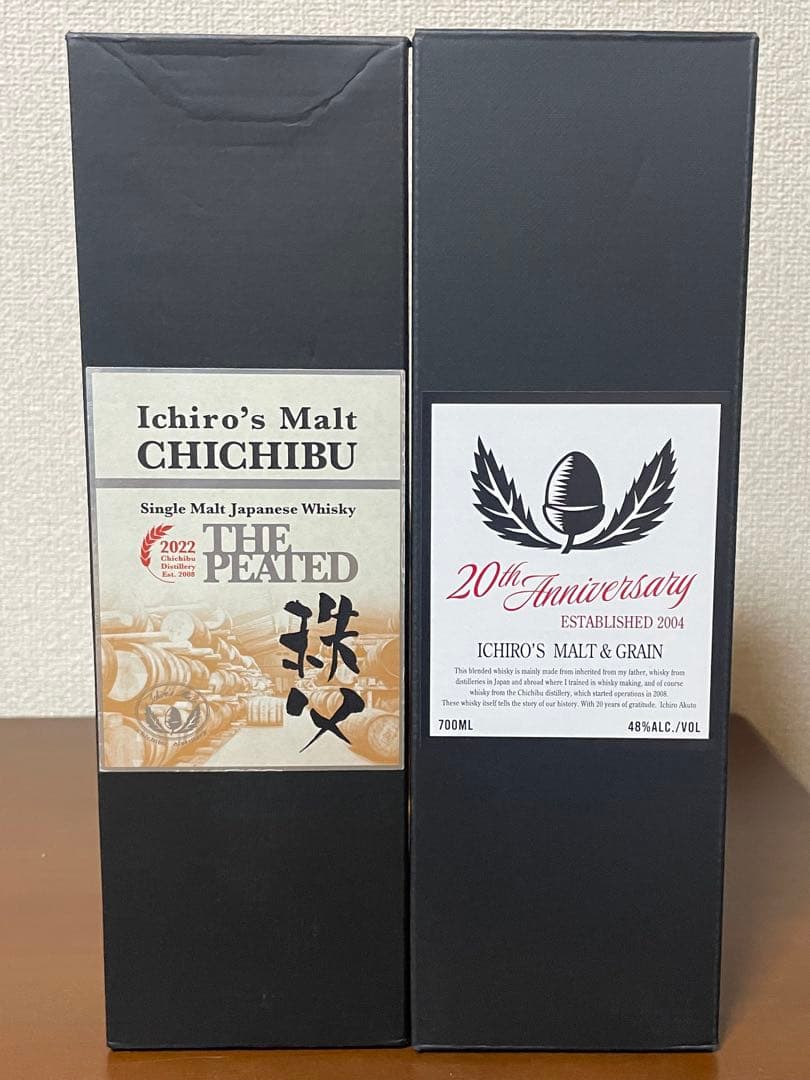 Ichiro's Malt
CHICHIBU
Single Malt Japanese Whisky
2022
Chichibu
Distillery
Est. 2008
THE
PEATED
秩父
20th Anniversary
ESTABLISHED 2004
ICHIRO'S MALT & GRAIN
This blended whisky is mainly made from inherited from my father, whisky from
distilleries in Japan and abroad where I trained in whisky making, and of course
whisky from the Chichibu distillery, which started operations in 2008.
These whisky itself tells the story of our history. With 20 years of gratitude. Ichiro Akuto
700ML
48%ALC./VOL